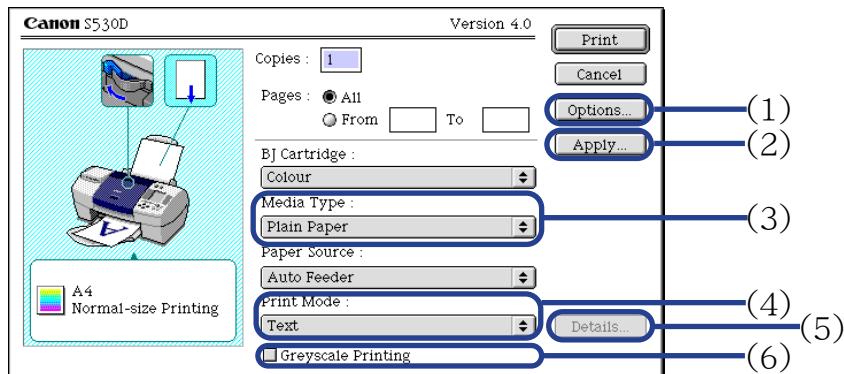 Canon S530D
Version 4.0
Print
Copies : 1
Cancel
Pages : All
From To
Options...
(1)
Apply...
(2)
BJ Cartridge :
Colour
Media Type :
Plain Paper
(3)
Paper Source :
Auto Feeder
A4
Normal-size Printing
Print Mode :
Text
(4)
Details...
(5)
Greyscale Printing
(6)
A